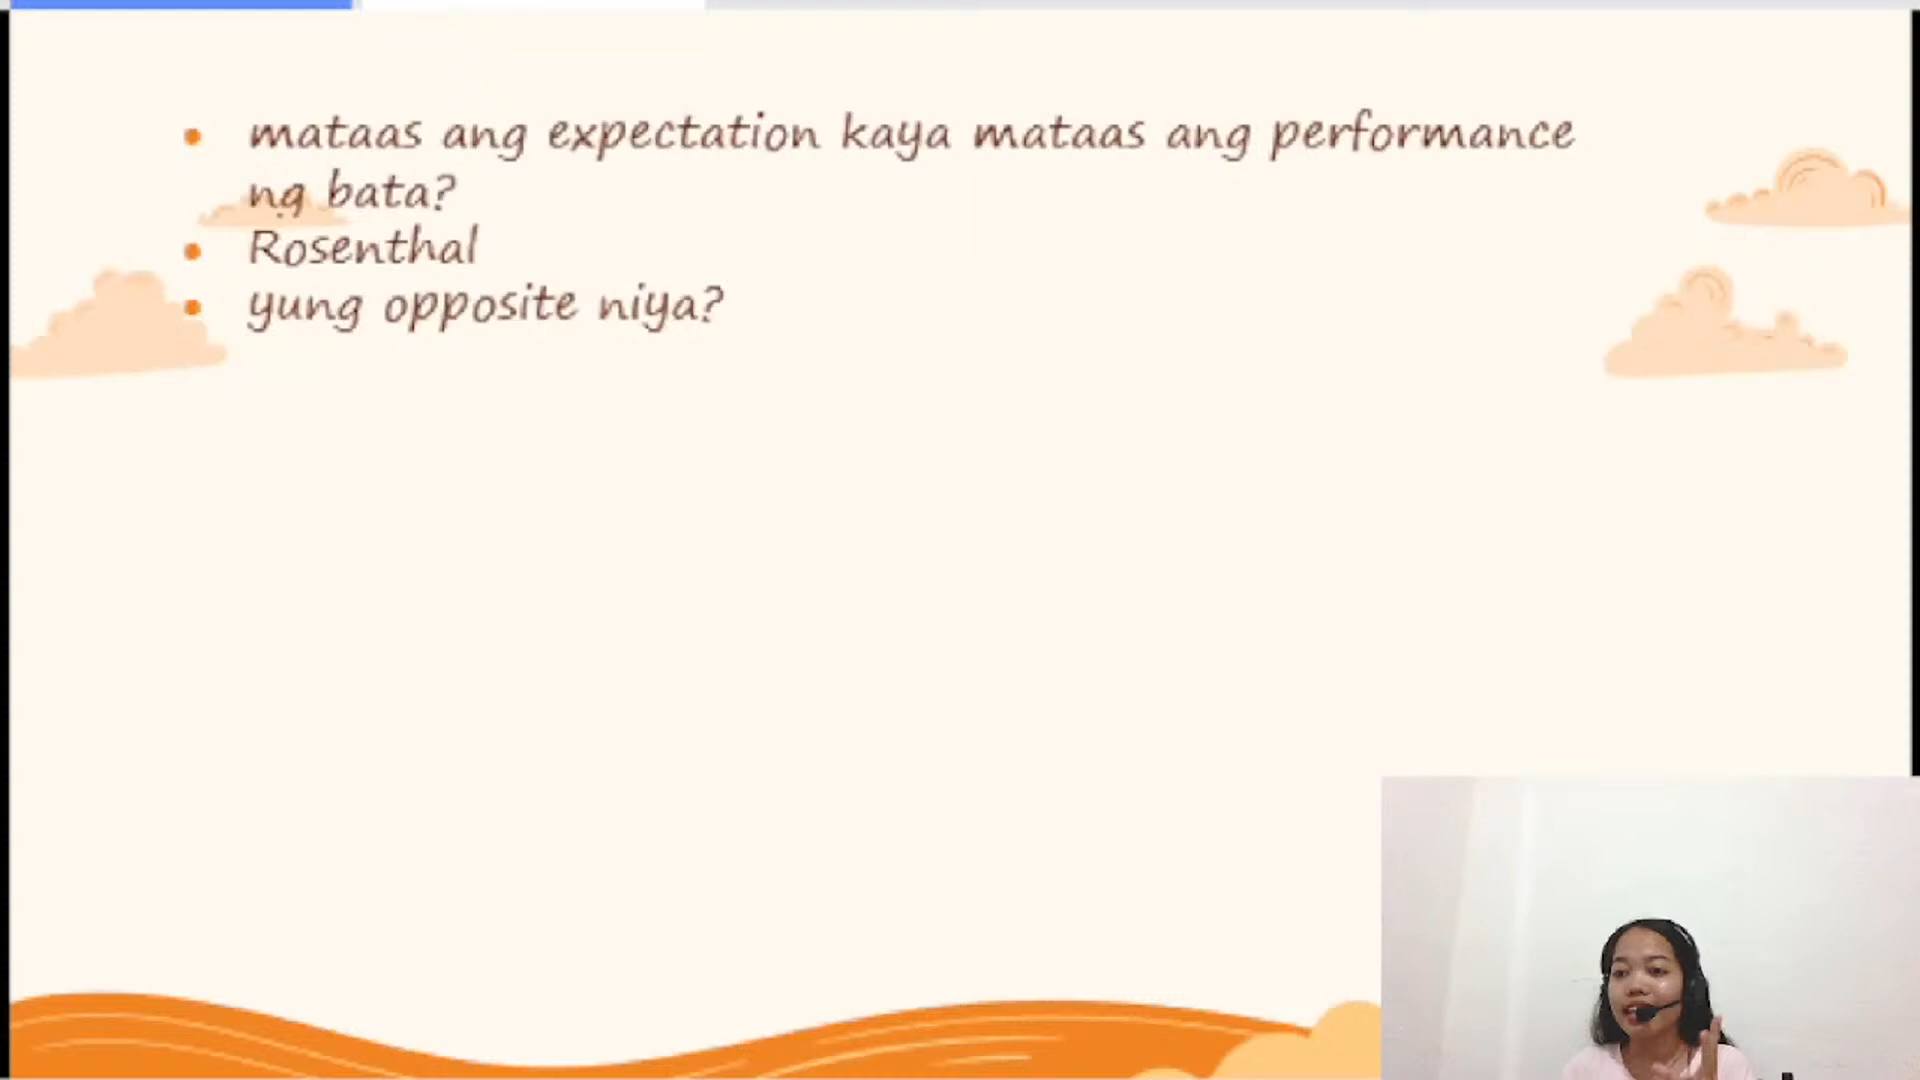 mataas ang expectation kaya mataas ang performance
ng bata?
Rosenthal
yung opposite niya?